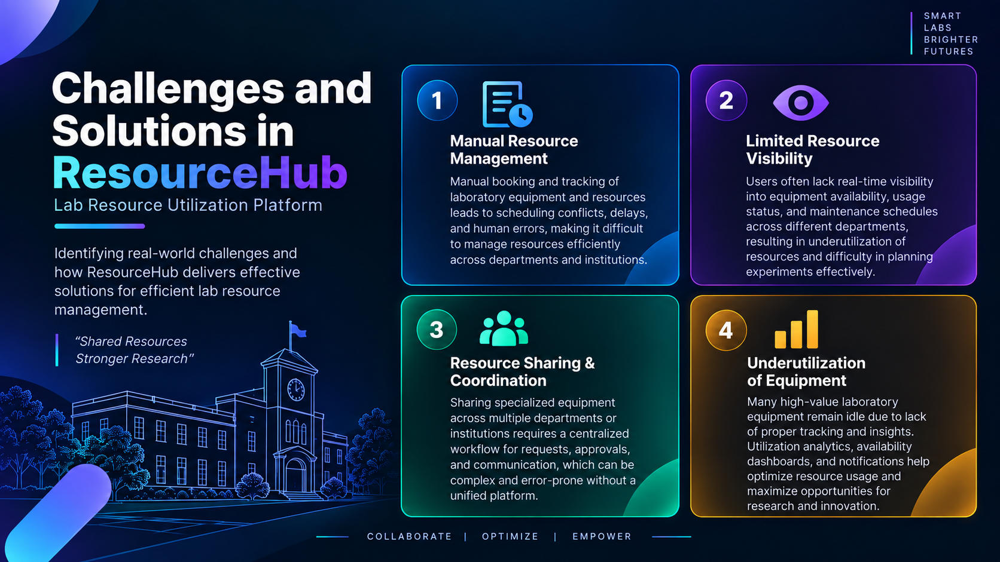 SMART
LABS
BRIGHTER
FUTURES
Challenges and
Solutions in
ResourceHub
Lab Resource Utilization Platform
Identifying real-world challenges and
how ResourceHub delivers effective
solutions for efficient lab resource
management.
“Shared Resources
Stronger Research”
1
Manual Resource
Management
Manual booking and tracking of
laboratory equipment and resources
leads to scheduling conflicts, delays,
and human errors, making it difficult
to manage resources efficiently
across departments and institutions.
2
Limited Resource
Visibility
Users often lack real-time visibility
into equipment availability, usage
status, and maintenance schedules
across different departments,
resulting in underutilization of
resources and difficulty in planning
experiments effectively.
3
Resource Sharing &
Coordination
Sharing specialized equipment
across multiple departments or
institutions requires a centralized
workflow for requests, approvals,
and communication, which can be
complex and error-prone without a
unified platform.
4
Underutilization
of Equipment
Many high-value laboratory
equipment remain idle due to lack
of proper tracking and insights.
Utilization analytics, availability
dashboards, and notifications help
optimize resource usage and
maximize opportunities for
research and innovation.
COLLABORATE | OPTIMIZE | EMPOWER